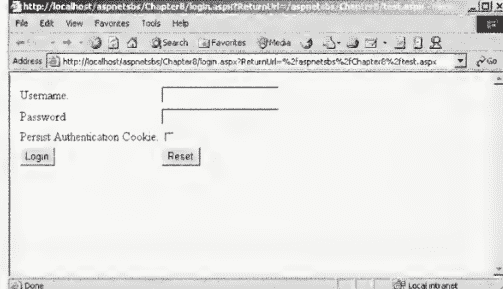 http://localhost/aspnetsbs/Chapter8/login.aspx?ReturnUrl=/aspnetsbs/Chapter8/test.aspx
File Edit View Favorites Tools Help
Search Favorites Media
Address http://localhost/aspnetsbs/Chapter8/login.aspx?ReturnUrl=%2faspnetsbs%2fChapter8%2ftest.aspx Go
Username:
Password
Persist Authentication Cookie:
Login Reset
Done Local intranet